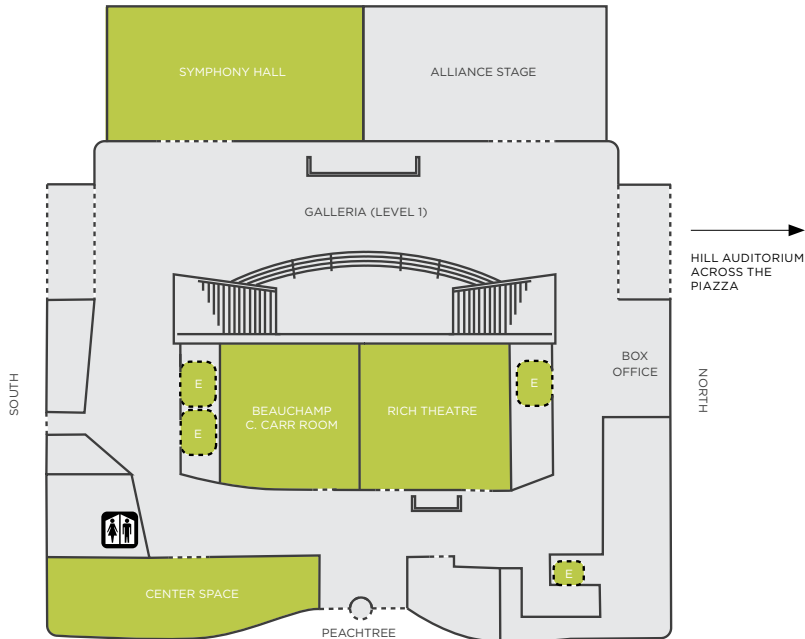 SYMPHONY HALL
ALLIANCE STAGE
GALLERIA (LEVEL 1)
HILL AUDITORIUM
ACROSS THE
PIAZZA
BOX
OFFICE
SOUTH
NORTH
E
E
E
BEAUCHAMP
C. CARR ROOM
RICH THEATRE
E
CENTER SPACE
PEACHTREE